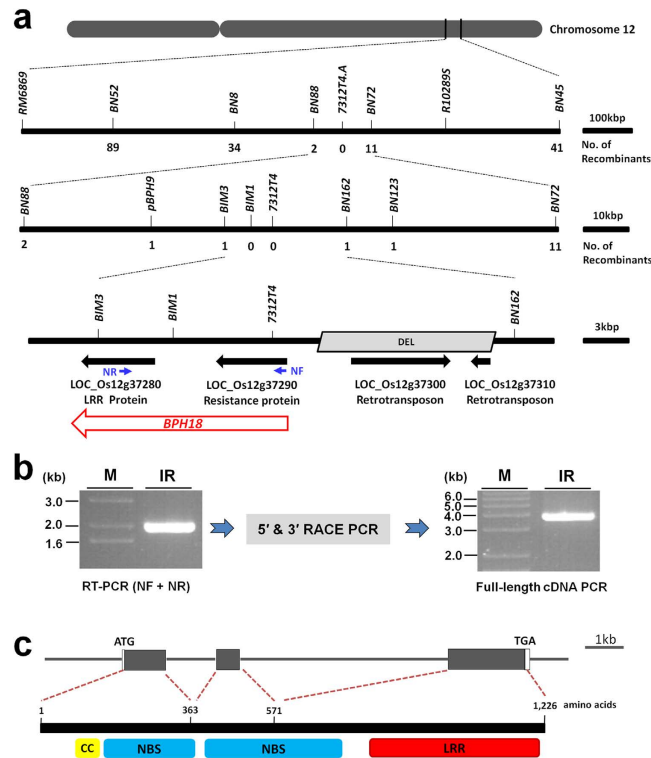 a
Chromosome 12
RM6869 BN52 BN8 BN88 7312T4.A BN72 R10289S BN45
100kbp
89 34 2 0 11 41
No. of Recombinants
BN88 pBPH9 BIM3 BIM1 7312T4 BN162 BN123 BN72
10kbp
2 1 1 0 0 1 1 11
No. of Recombinants
BIM3 BIM1 7312T4 BN162
DEL
3kbp
NR NF
LOC_Os12g37280 LOC_Os12g37290 LOC_Os12g37300 LOC_Os12g37310
LRR Protein Resistance protein Retrotransposon Retrotransposon
BPH18
b
(kb) M IR
3.0
2.0
1.6
RT-PCR (NF + NR)
5′ & 3′ RACE PCR
(kb) M IR
6.0
5.0
4.0
3.0
2.0
Full-length cDNA PCR
c
ATG TGA
1kb
1 363 571 1,226 amino acids
CC NBS NBS LRR